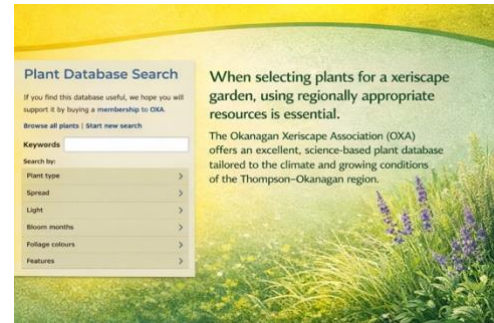 Plant Database Search
If you find this database useful, we hope you will
support it by buying a membership to OXA.
Browse all plants | Start new search
Keywords
Search by:
Plant type
Spread
Light
Bloom months
Foliage colours
Features
When selecting plants for a xeriscape
garden, using regionally appropriate
resources is essential.
The Okanagan Xeriscape Association (OXA)
offers an excellent, science-based plant database
tailored to the climate and growing conditions
of the Thompson–Okanagan region.